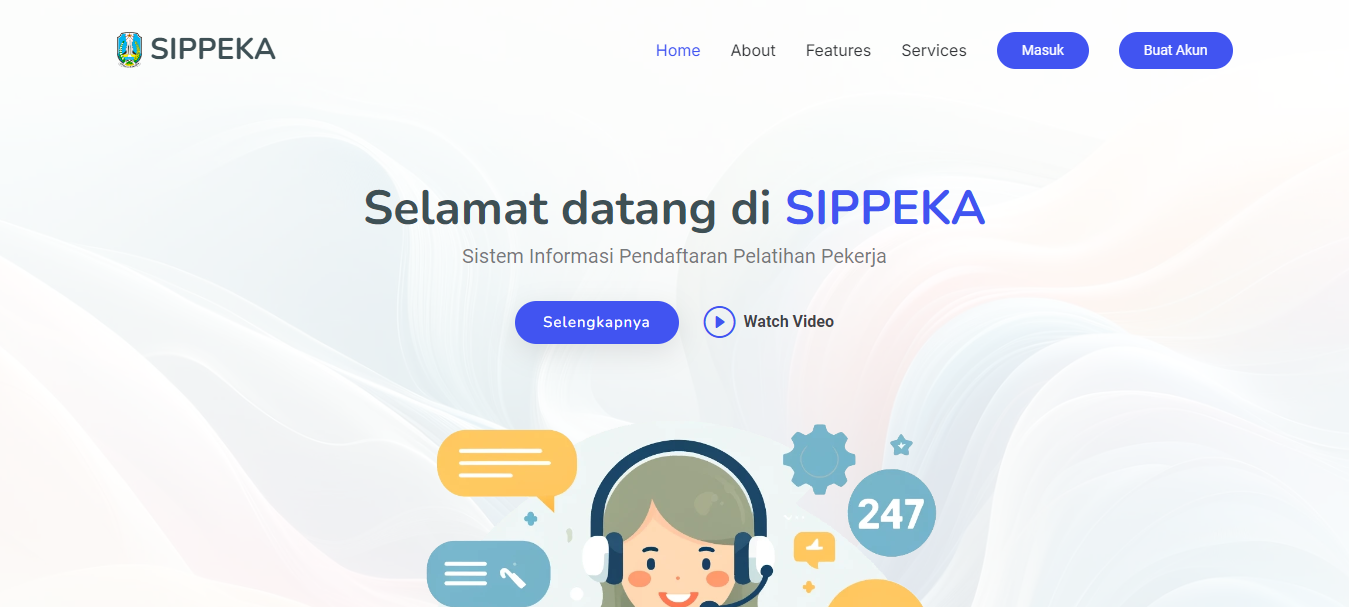 SIPPEKA
Home About Features Services Masuk Buat Akun
Selamat datang di SIPPEKA
Sistem Informasi Pendaftaran Pelatihan Pekerja
Selengkapnya Watch Video
247